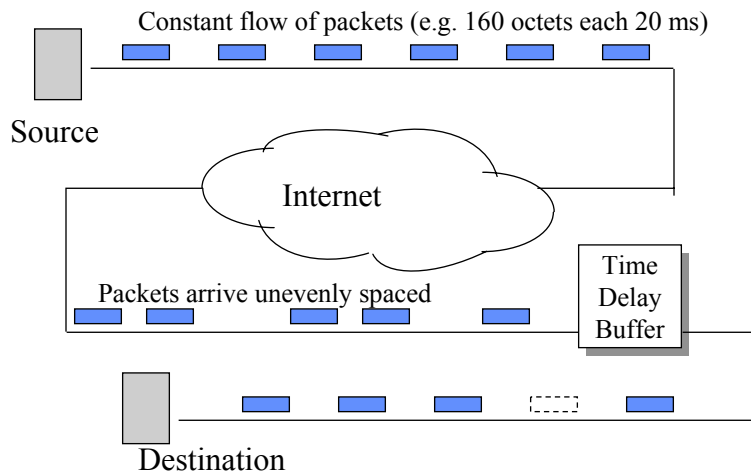 Constant flow of packets (e.g. 160 octets each 20 ms)
Source
Internet
Packets arrive unevenly spaced
Time
Delay
Buffer
Destination